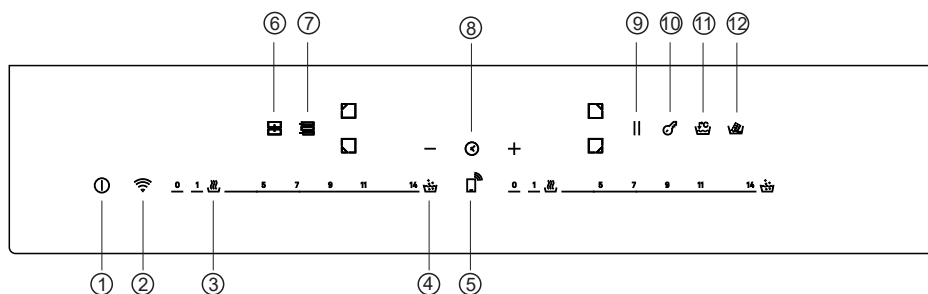 ⑥ ⑦ ⑧ ⑨ ⑩ ⑪ ⑫
− +
0 1 5 7 9 11 14 0 1 5 7 9 11 14
① ② ③ ④ ⑤